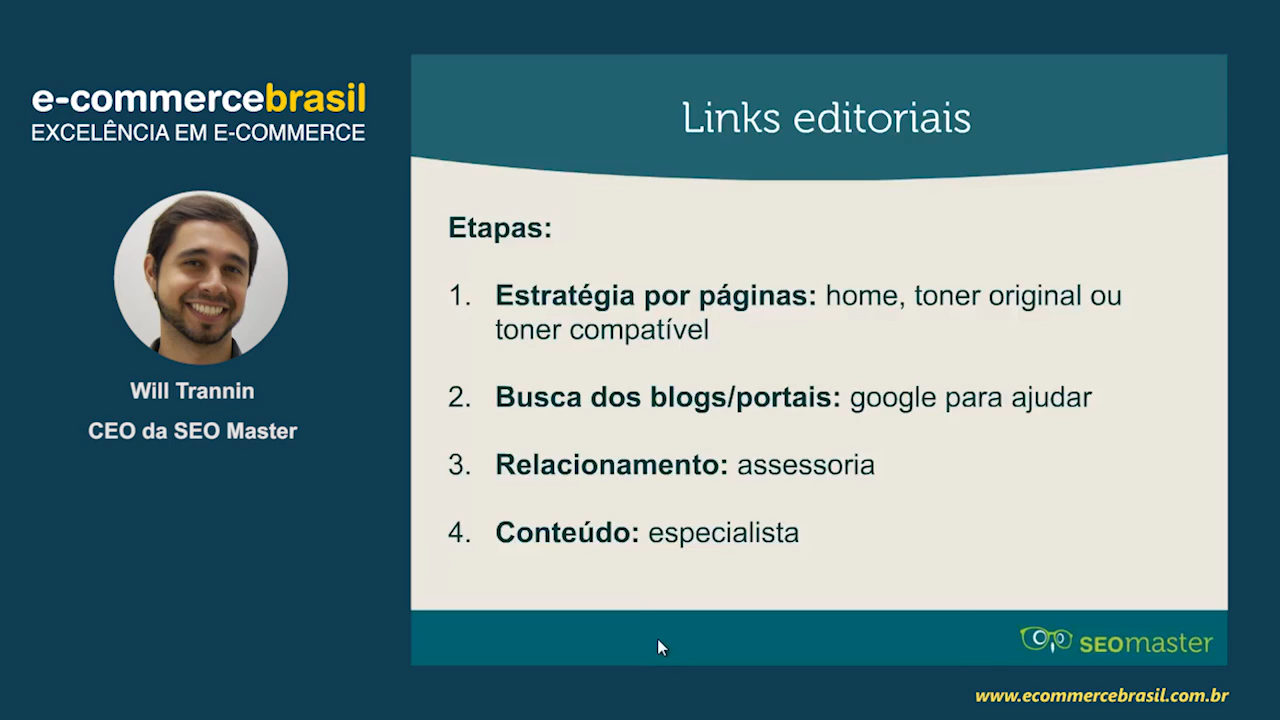 e-commercebrasil
EXCELÊNCIA EM E-COMMERCE
Will Trannin
CEO da SEO Master
Links editoriais
Etapas:
1. Estratégia por páginas: home, toner original ou
toner compatível
2. Busca dos blogs/portais: google para ajudar
3. Relacionamento: assessoria
4. Conteúdo: especialista
SEOmaster
www.ecommercebrasil.com.br